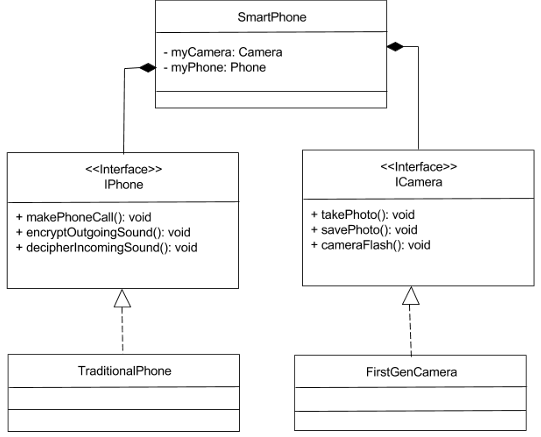 SmartPhone
- myCamera: Camera
- myPhone: Phone
<<Interface>>
IPhone
+ makePhoneCall(): void
+ encryptOutgoingSound(): void
+ decipherIncomingSound(): void
<<Interface>>
ICamera
+ takePhoto(): void
+ savePhoto(): void
+ cameraFlash(): void
TraditionalPhone
FirstGenCamera